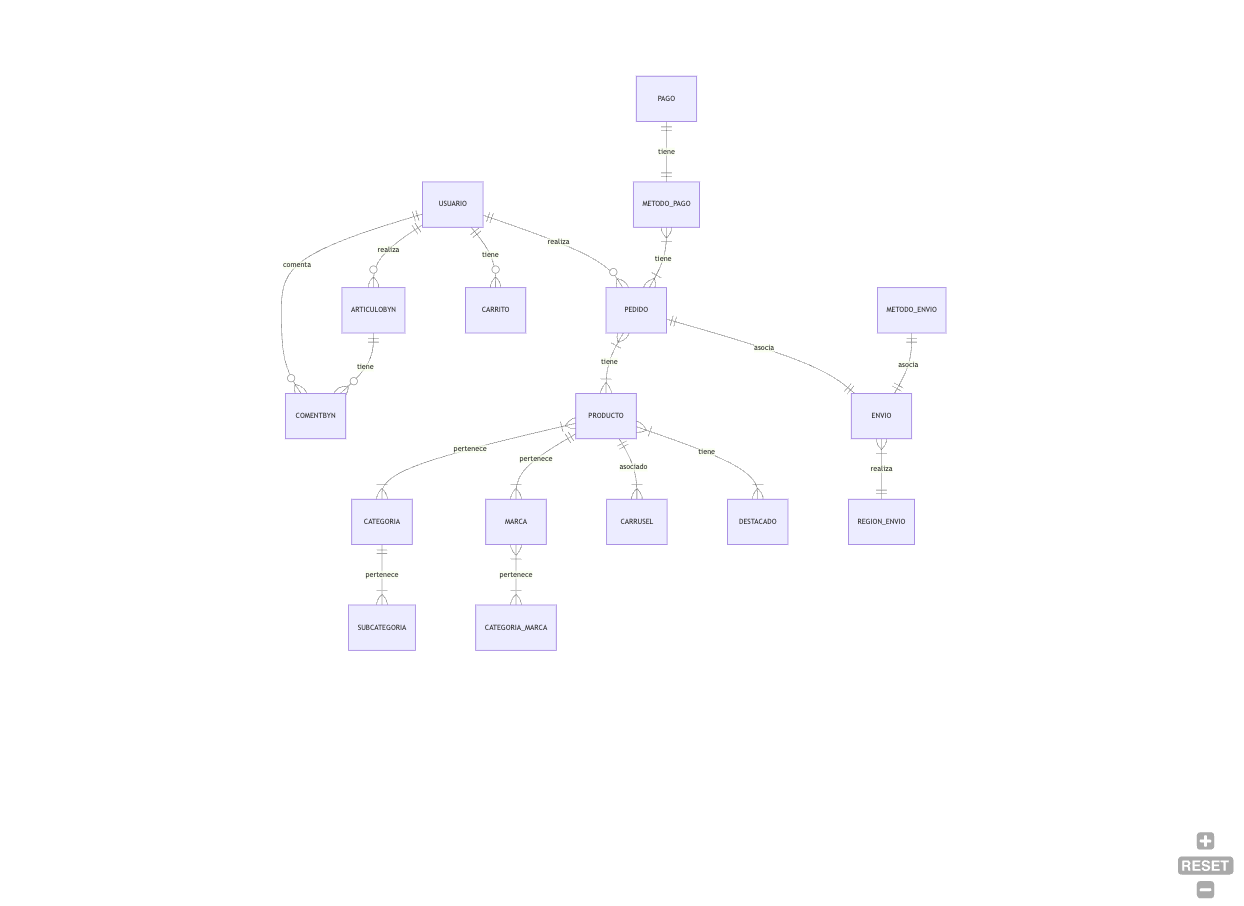 PAGO
tiene
USUARIO
METODO_PAGO
realiza
realiza
tiene
tiene
comenta
ARTICULOBYN
CARRITO
PEDIDO
METODO_ENVIO
asocia
tiene
tiene
asocia
COMENTBYN
PRODUCTO
ENVIO
pertenece
pertenece
asociado
tiene
realiza
CATEGORIA
MARCA
CARRUSEL
DESTACADO
REGION_ENVIO
pertenece
pertenece
SUBCATEGORIA
CATEGORIA_MARCA
RESET